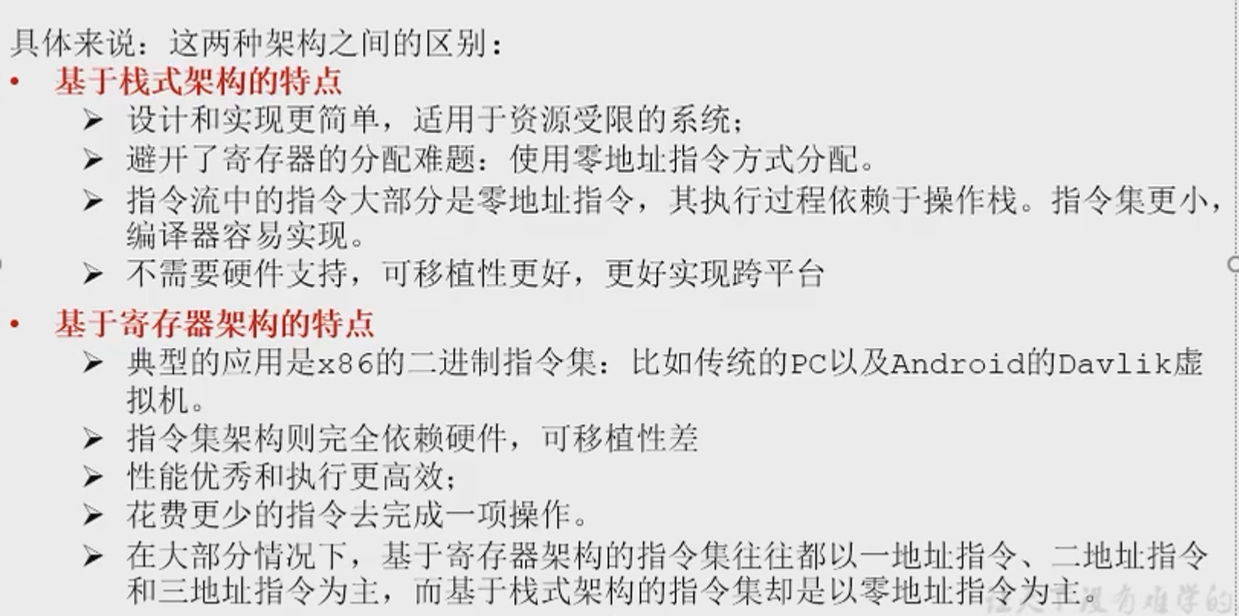 具体来说：这两种架构之间的区别：
• 基于栈式架构的特点
➢ 设计和实现更简单，适用于资源受限的系统；
➢ 避开了寄存器的分配难题：使用零地址指令方式分配。
➢ 指令流中的指令大部分是零地址指令，其执行过程依赖于操作栈。指令集更小，
编译器容易实现。
➢ 不需要硬件支持，可移植性更好，更好实现跨平台
• 基于寄存器架构的特点
➢ 典型的应用是x86的二进制指令集：比如传统的PC以及Android的Davlik虚
拟机。
➢ 指令集架构则完全依赖硬件，可移植性差
➢ 性能优秀和执行更高效；
➢ 花费更少的指令去完成一项操作。
➢ 在大部分情况下，基于寄存器架构的指令集往往都以一地址指令、二地址指令
和三地址指令为主，而基于栈式架构的指令集却是以零地址指令为主。
没有难学的